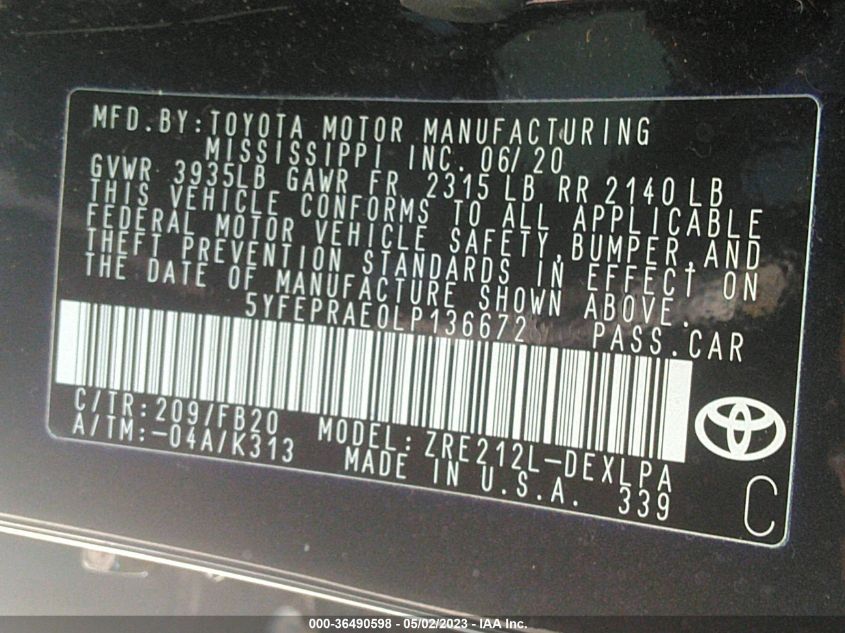 MFD.BY:TOYOTA MOTOR MANUFACTURING
MISSISSIPPI INC. 06/20
GVWR 3935LB GAWR FR 2315 LB RR 2140 LB
THIS VEHICLE CONFORMS TO ALL APPLICABLE
FEDERAL MOTOR VEHICLE SAFETY, BUMPER, AND
THEFT PREVENTION STANDARDS IN EFFECT ON
THE DATE OF MANUFACTURE SHOWN ABOVE.
5YFEPRAE0LP136672 PASS.CAR
C/TR:209/FB20 MODEL:ZRE212L-DEXLPA
A/TM:-04A/K313 MADE IN U.S.A. 339
C
000-36490598 - 05/02/2023 - IAA Inc.